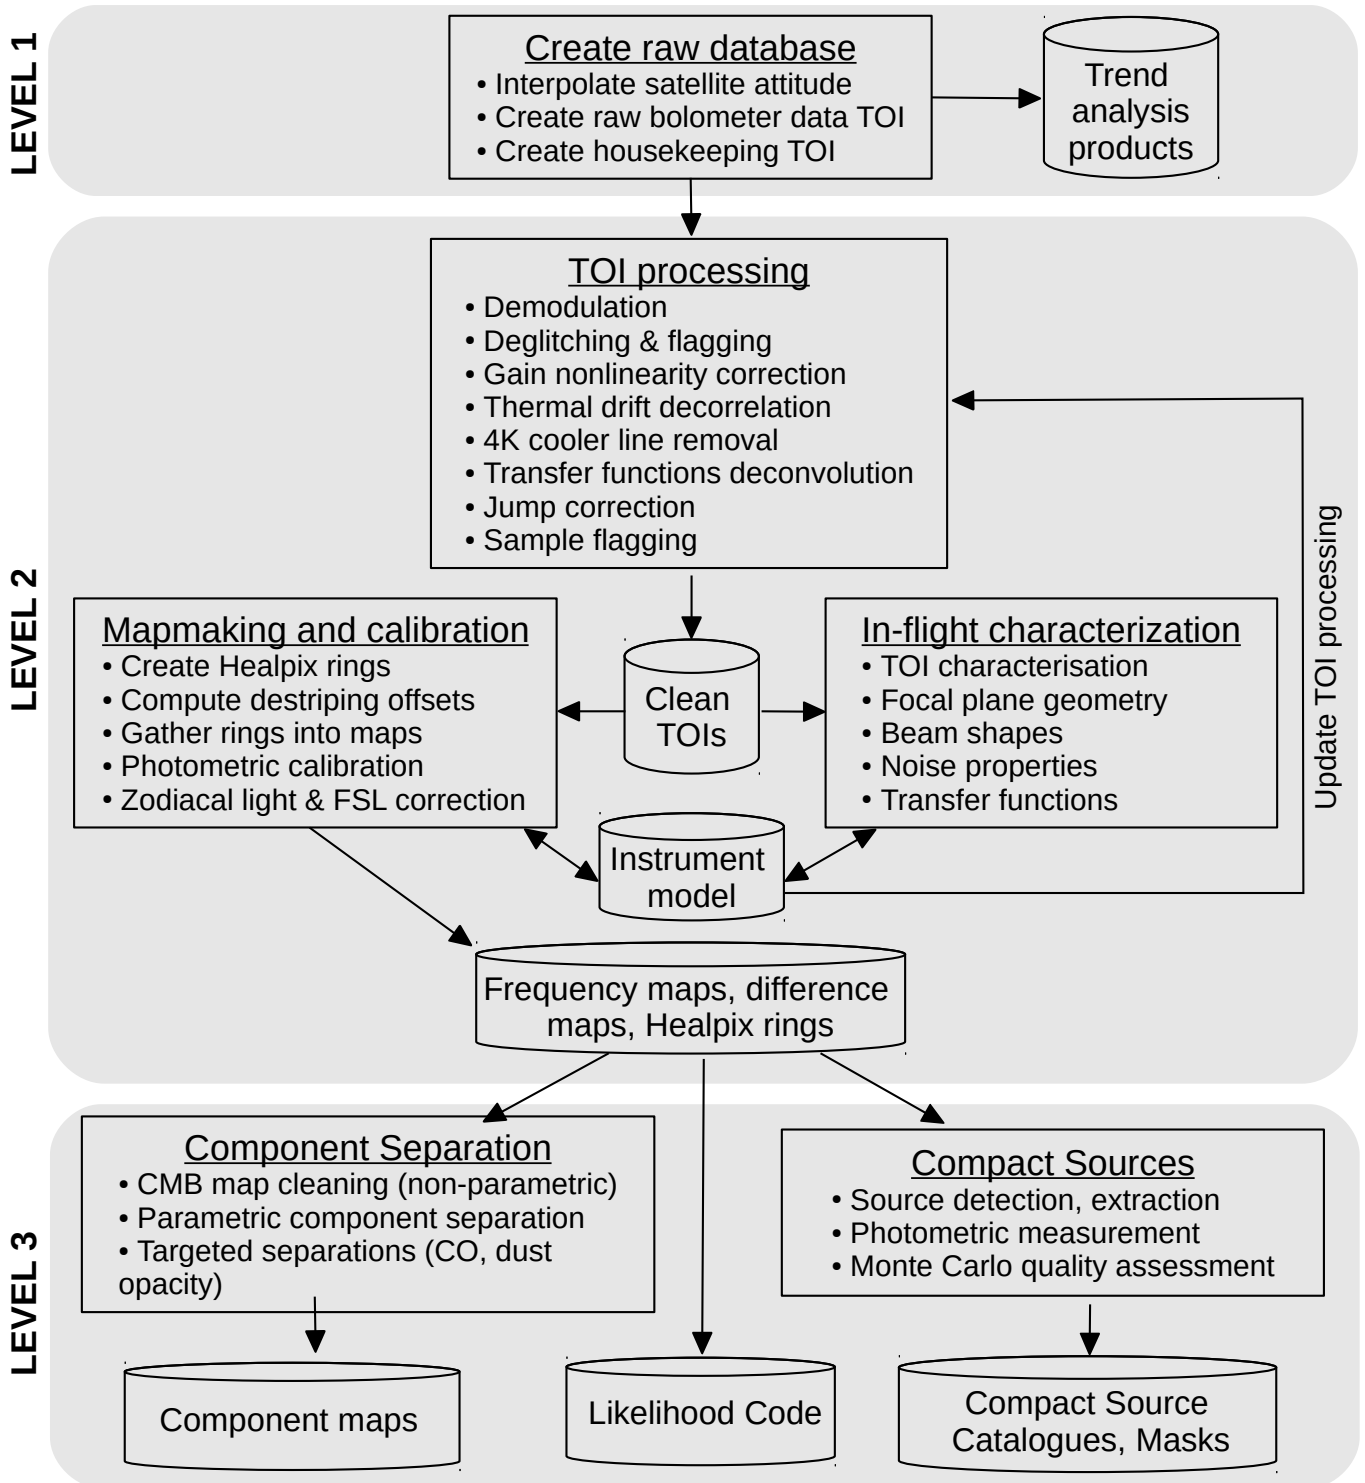 LEVEL 1
Create raw database
• Interpolate satellite attitude
• Create raw bolometer data TOI
• Create housekeeping TOI
Trend
analysis
products
LEVEL 2
TOI processing
• Demodulation
• Deglitching & flagging
• Gain nonlinearity correction
• Thermal drift decorrelation
• 4K cooler line removal
• Transfer functions deconvolution
• Jump correction
• Sample flagging
Update TOI processing
Mapmaking and calibration
• Create Healpix rings
• Compute destriping offsets
• Gather rings into maps
• Photometric calibration
• Zodiacal light & FSL correction
Clean
TOIs
In-flight characterization
• TOI characterisation
• Focal plane geometry
• Beam shapes
• Noise properties
• Transfer functions
Instrument
model
Frequency maps, difference
maps, Healpix rings
LEVEL 3
Component Separation
• CMB map cleaning (non-parametric)
• Parametric component separation
• Targeted separations (CO, dust
opacity)
Compact Sources
• Source detection, extraction
• Photometric measurement
• Monte Carlo quality assessment
Component maps
Likelihood Code
Compact Source
Catalogues, Masks